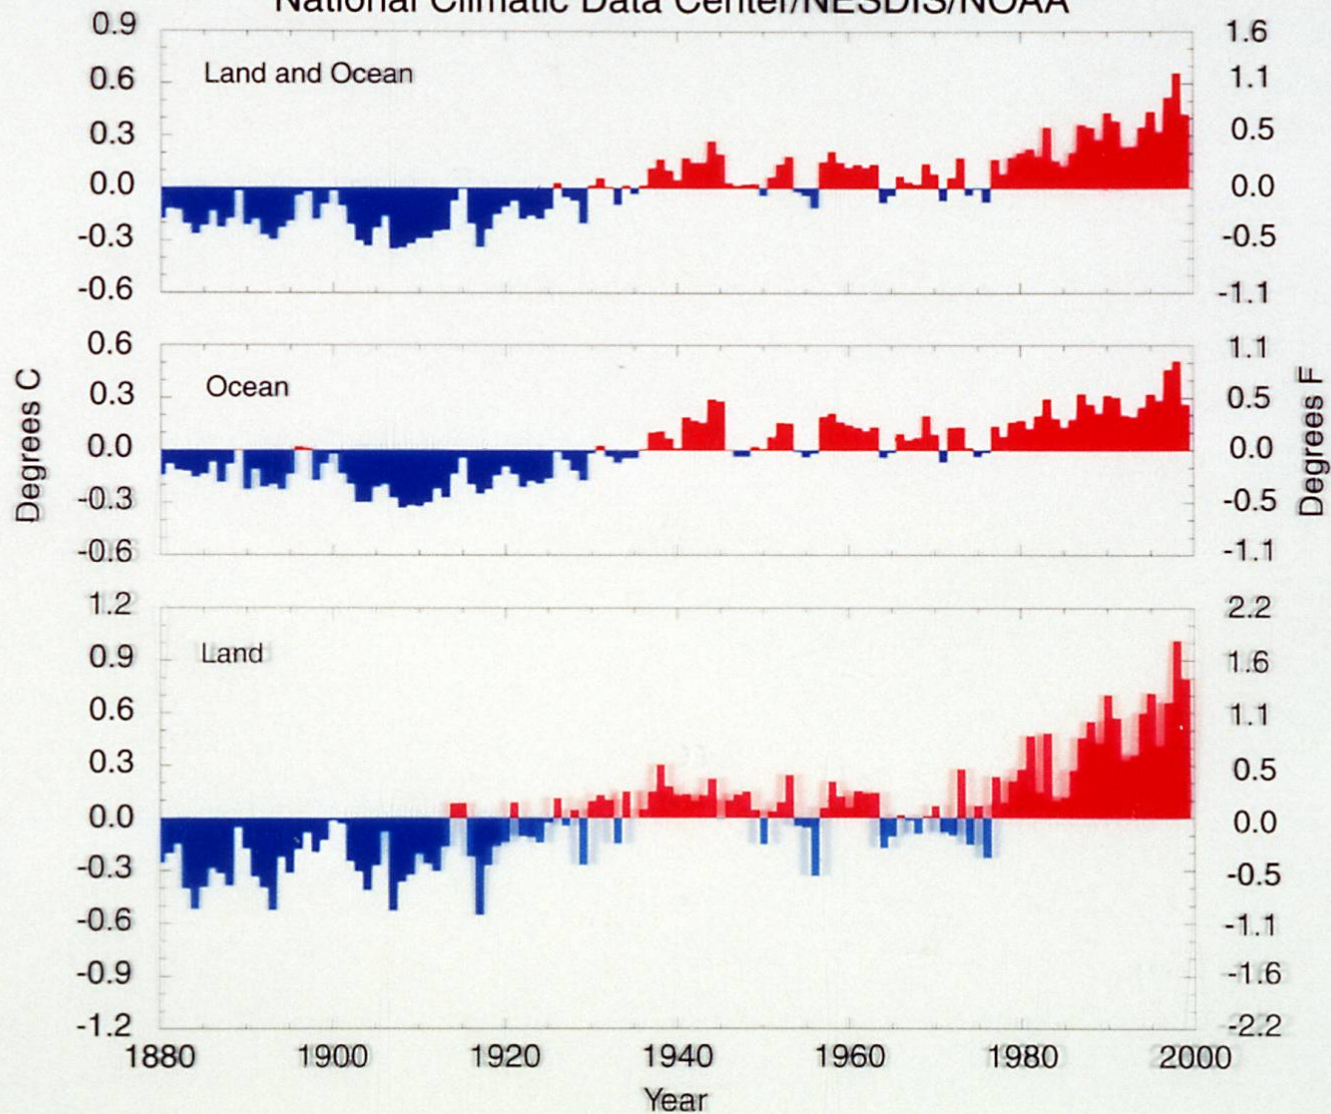 National Climatic Data Center/NESDIS/NOAA
0.9 1.6
Land and Ocean
0.6 1.1
0.3 0.5
0.0 0.0
-0.3 -0.5
-0.6 -1.1
0.6 1.1
Ocean
0.3 0.5
0.0 0.0
-0.3 -0.5
-0.6 -1.1
Degrees C
Degrees F
1.2 2.2
Land
0.9 1.6
0.6 1.1
0.3 0.5
0.0 0.0
-0.3 -0.5
-0.6 -1.1
-0.9 -1.6
-1.2 -2.2
1880 1900 1920 1940 1960 1980 2000
Year